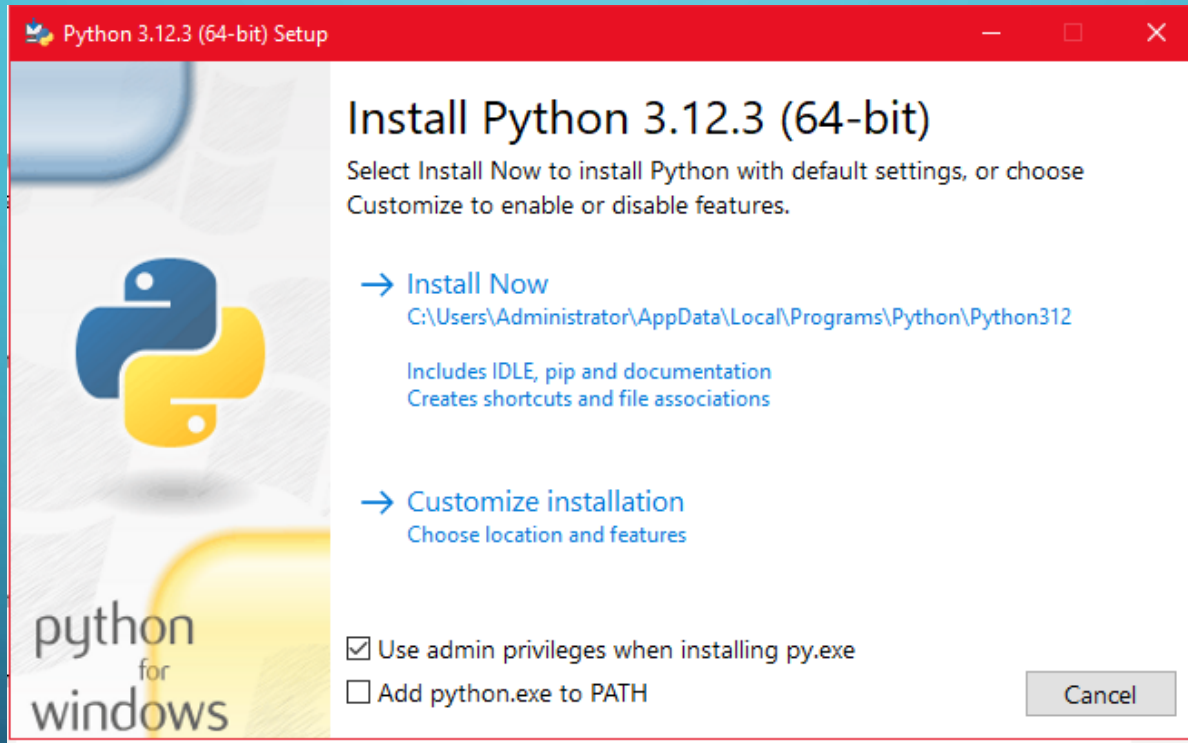 Python 3.12.3 (64-bit) Setup
Install Python 3.12.3 (64-bit)
Select Install Now to install Python with default settings, or choose
Customize to enable or disable features.
Install Now
C:\Users\Administrator\AppData\Local\Programs\Python\Python312
Includes IDLE, pip and documentation
Creates shortcuts and file associations
Customize installation
Choose location and features
python
for
windows
Use admin privileges when installing py.exe
Add python.exe to PATH
Cancel